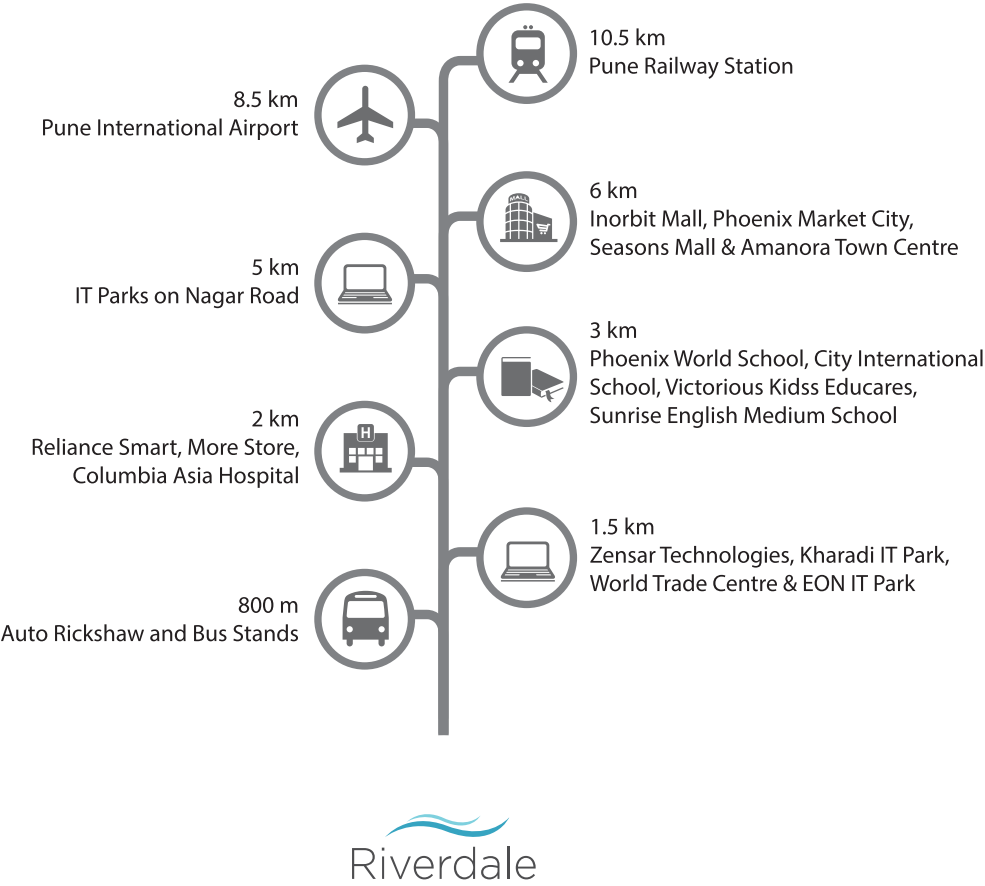 10.5 km
Pune Railway Station
8.5 km
Pune International Airport
MALL
6 km
Inorbit Mall, Phoenix Market City,
Seasons Mall & Amanora Town Centre
5 km
IT Parks on Nagar Road
3 km
Phoenix World School, City International
School, Victorious Kidss Educares,
Sunrise English Medium School
H
2 km
Reliance Smart, More Store,
Columbia Asia Hospital
1.5 km
Zensar Technologies, Kharadi IT Park,
World Trade Centre & EON IT Park
800 m
Auto Rickshaw and Bus Stands
Riverdale